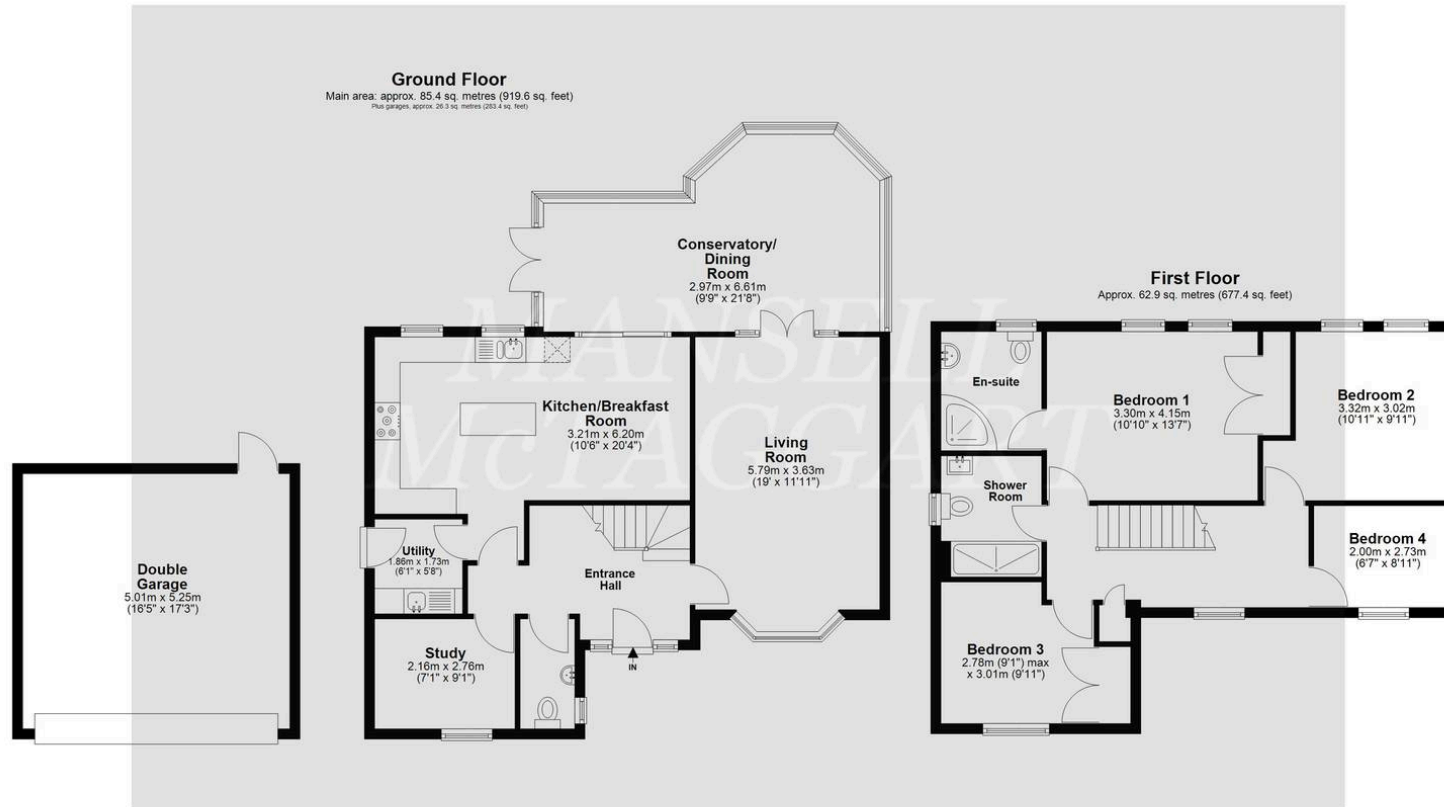 Ground Floor
Main area: approx. 85.4 sq. metres (919.6 sq. feet)
Plus garages, approx. 26.3 sq. metres (283.4 sq. feet)
Conservatory/
Dining
Room
2.97m x 6.61m
(9'9" x 21'8")
First Floor
Approx. 62.9 sq. metres (677.4 sq. feet)
MANSELL
McTAGGART
Kitchen/Breakfast
Room
3.21m x 6.20m
(10'6" x 20'4")
Living
Room
5.79m x 3.63m
(19' x 11'11")
En-suite
Bedroom 1
3.30m x 4.15m
(10'10" x 13'7")
Bedroom 2
3.32m x 3.02m
(10'11" x 9'11")
Shower
Room
Double
Garage
5.01m x 5.25m
(16'5" x 17'3")
Utility
1.86m x 1.73m
(6'1" x 5'8")
Entrance
Hall
Bedroom 4
2.00m x 2.73m
(6'7" x 8'11")
Study
2.16m x 2.76m
(7'1" x 9'1")
IN
Bedroom 3
2.78m (9'1") max
x 3.01m (9'11")